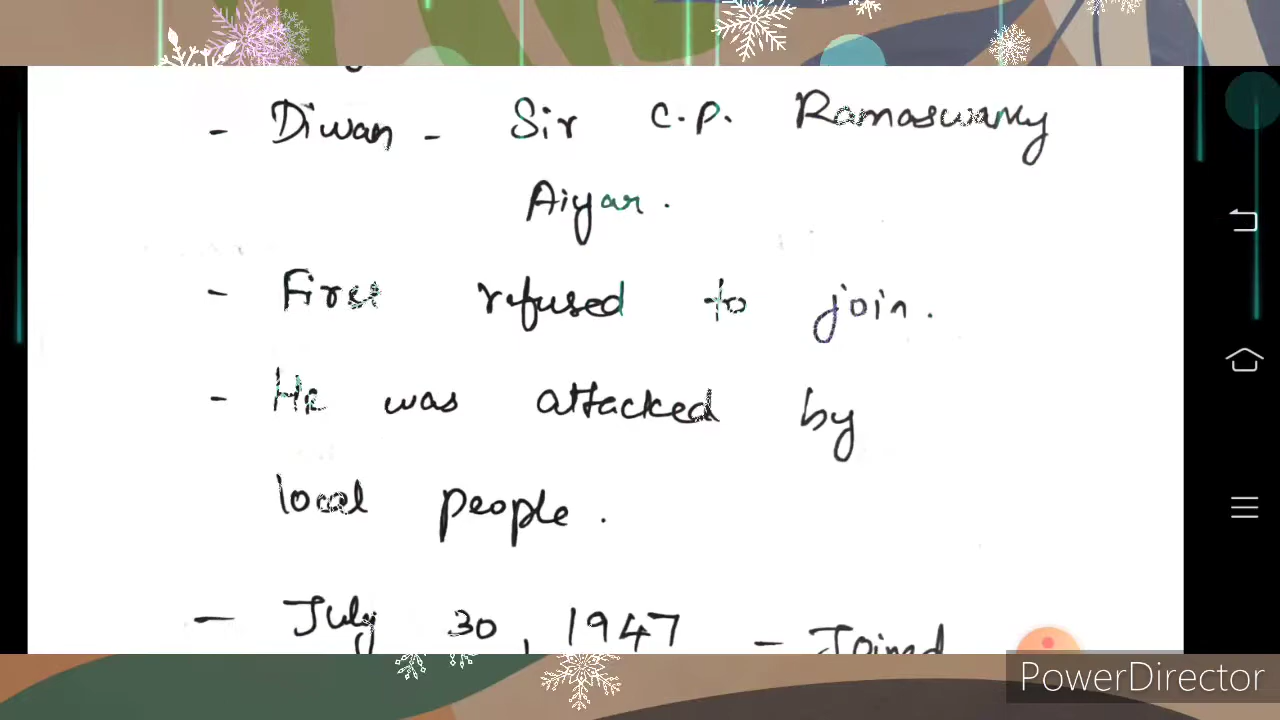 - Diwan - Sir C.P. Ramaswamy
Aiyar.
- First refused to join.
- He was attacked by
local people.
- July 30, 1947 - Joined
PowerDirector